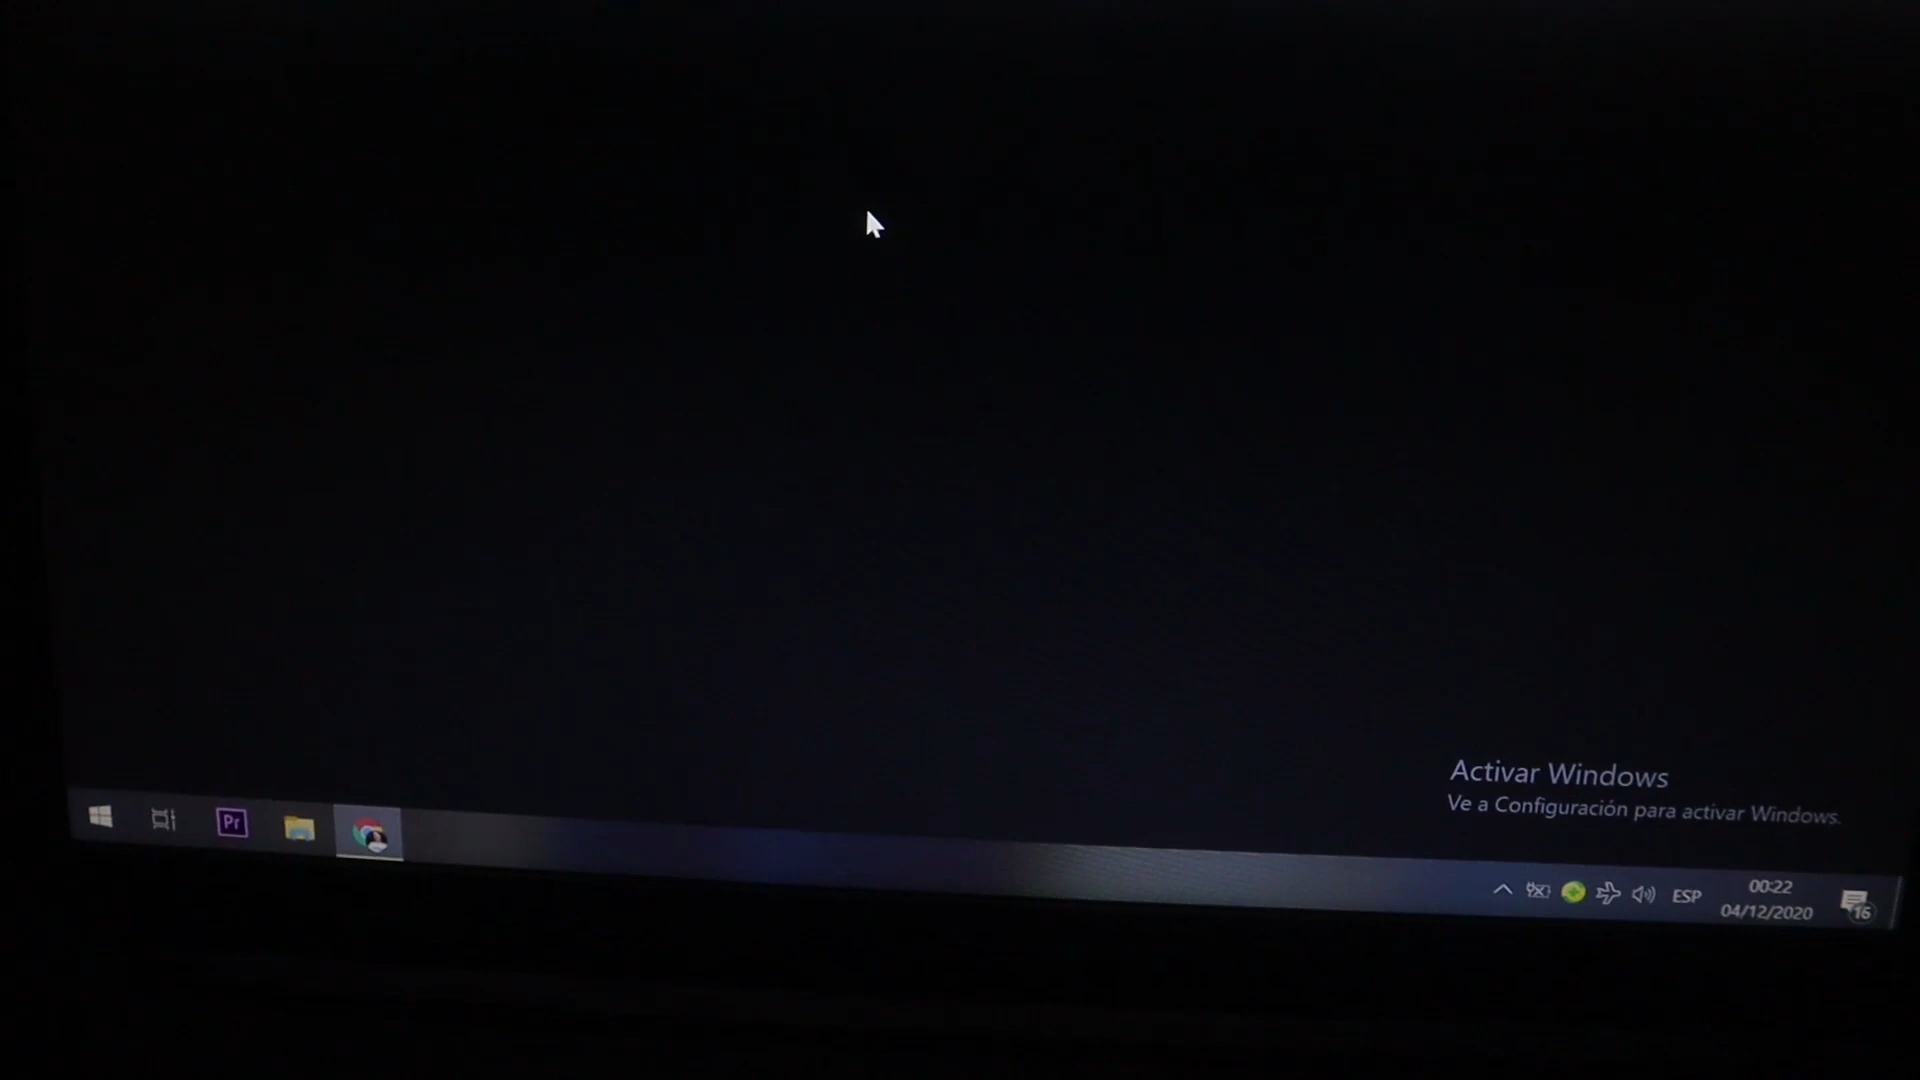 Activar Windows
Ve a Configuración para activar Windows.
Pr
ESP
00:22
04/12/2020
16